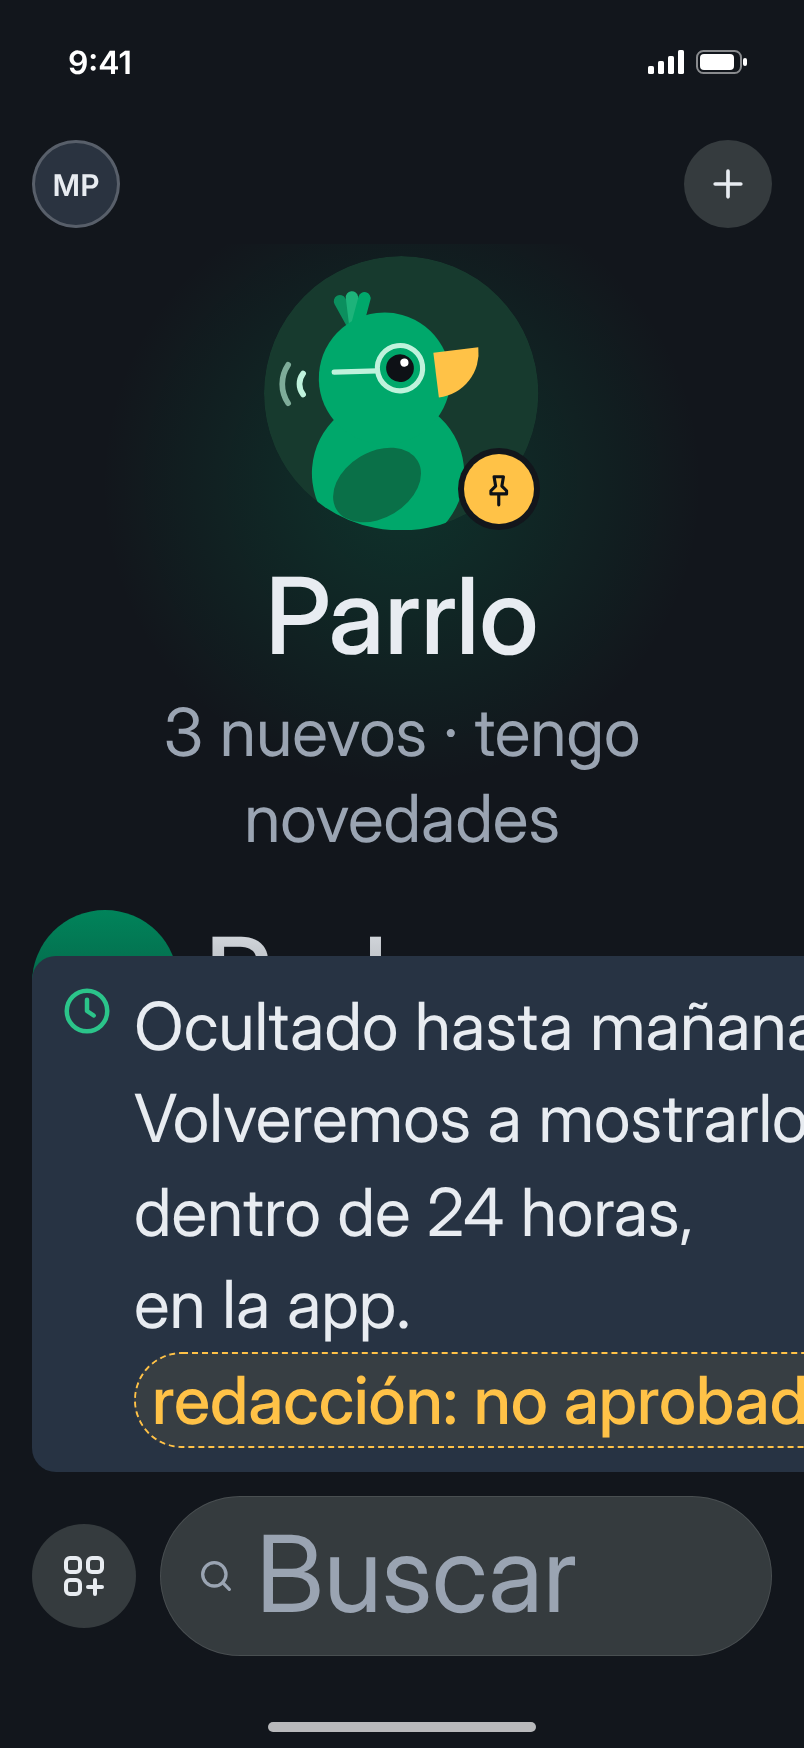 9:41
MP
Parrlo
3 nuevos · tengo
novedades
Ocultado hasta mañana
Volveremos a mostrarlo
dentro de 24 horas,
en la app.
redacción: no aprobad
Buscar